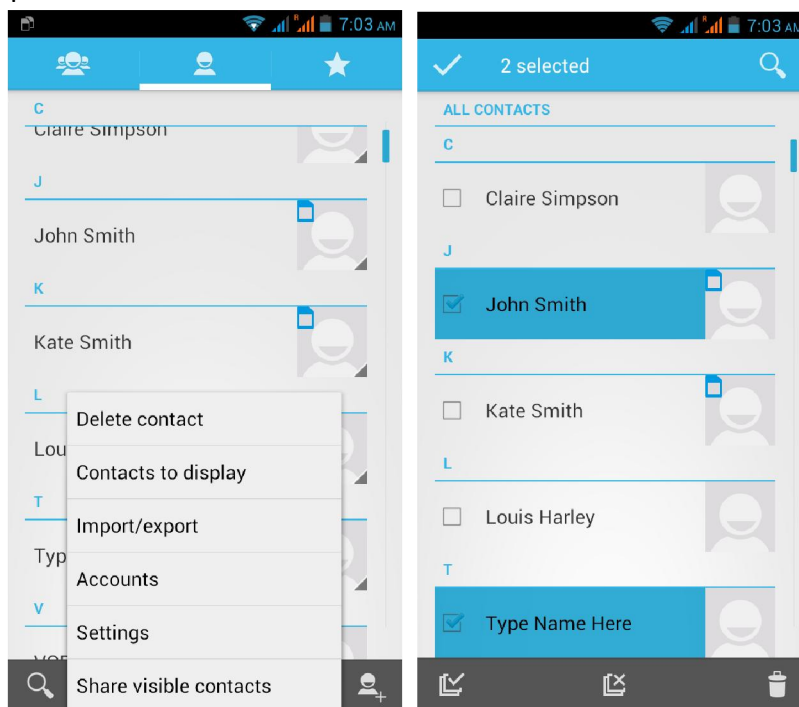 7:03 AM
C
Claire Simpson
J
John Smith
K
Kate Smith
L
Lou
T
Typ
V
Delete contact
Contacts to display
Import/export
Accounts
Settings
Share visible contacts
R
7:03 AM
2 selected
ALL CONTACTS
C
Claire Simpson
J
John Smith
K
Kate Smith
L
Louis Harley
T
Type Name Here